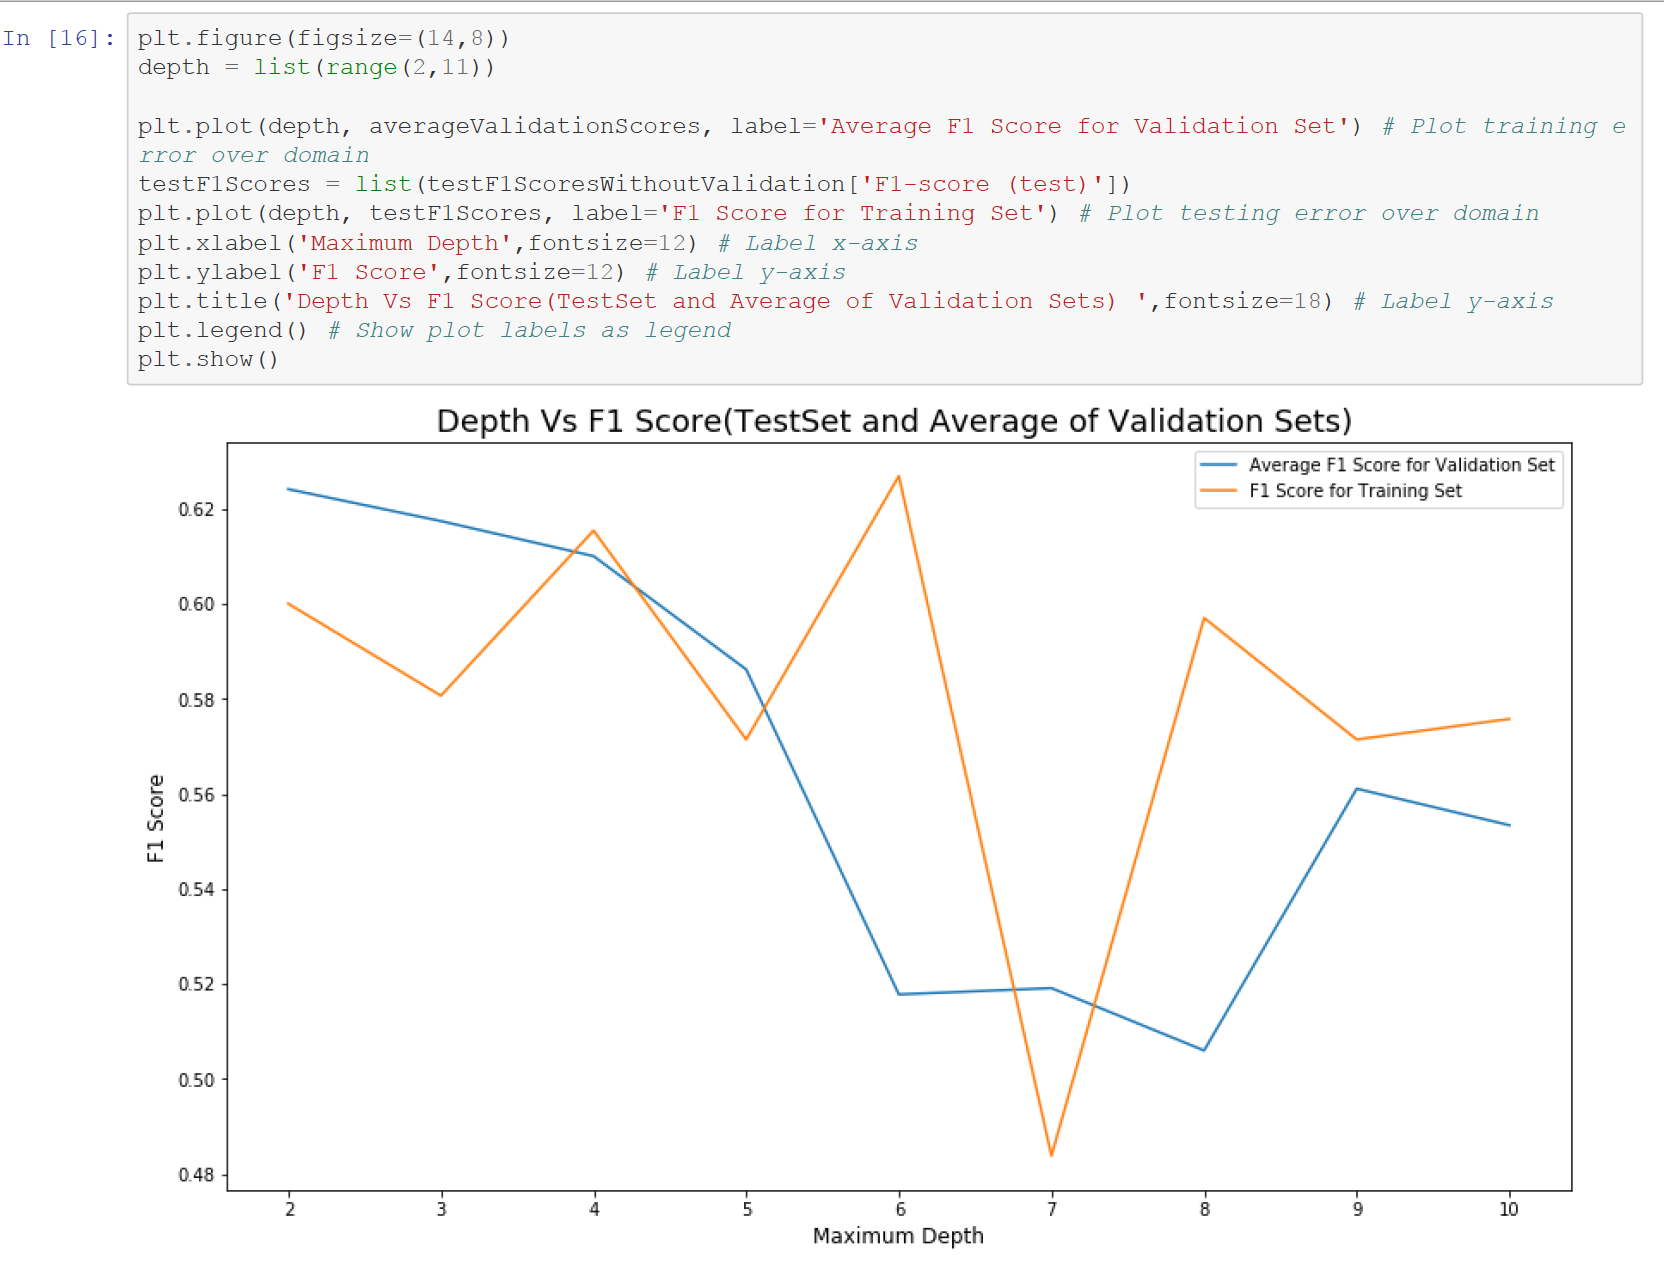 In [16]:
plt.figure(figsize=(14,8))
depth = list(range(2,11))
plt.plot(depth, averageValidationScores, label='Average F1 Score for Validation Set') # Plot training e
rror over domain
testF1Scores = list(testF1ScoresWithoutValidation['F1-score (test)'])
plt.plot(depth, testF1Scores, label='F1 Score for Training Set') # Plot testing error over domain
plt.xlabel('Maximum Depth',fontsize=12) # Label x-axis
plt.ylabel('F1 Score',fontsize=12) # Label y-axis
plt.title('Depth Vs F1 Score(TestSet and Average of Validation Sets) ',fontsize=18) # Label y-axis
plt.legend() # Show plot labels as legend
plt.show()
Depth Vs F1 Score(TestSet and Average of Validation Sets)
Average F1 Score for Validation Set
F1 Score for Training Set
0.62
0.60
0.58
0.56
0.54
0.52
0.50
0.48
F1 Score
2 3 4 5 6 7 8 9 10
Maximum Depth